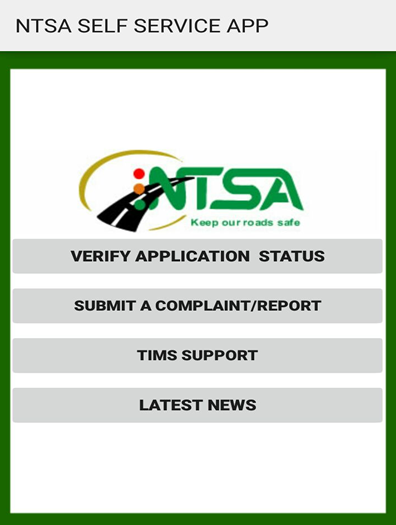 NTSA SELF SERVICE APP
NTSA
Keep our roads safe
VERIFY APPLICATION STATUS
SUBMIT A COMPLAINT/REPORT
TIMS SUPPORT
LATEST NEWS